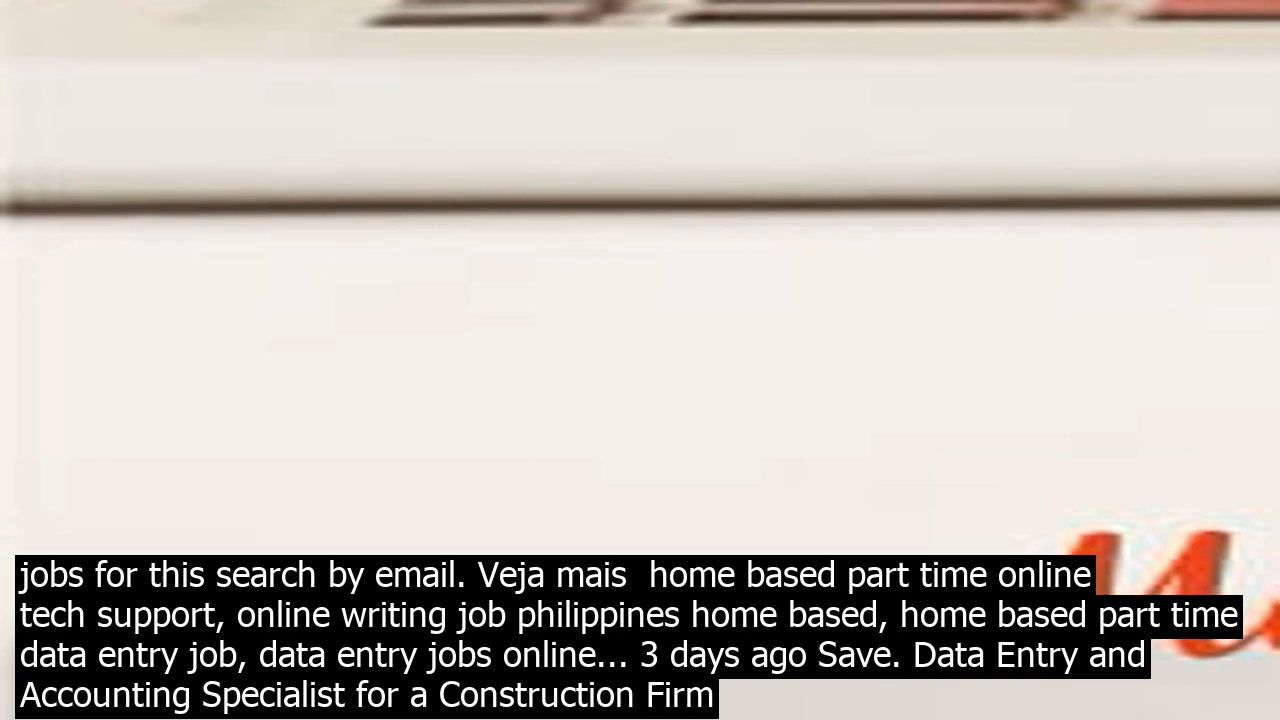 jobs for this search by email. Veja mais  home based part time online
tech support, online writing job philippines home based, home based part time
data entry job, data entry jobs online... 3 days ago Save. Data Entry and
Accounting Specialist for a Construction Firm